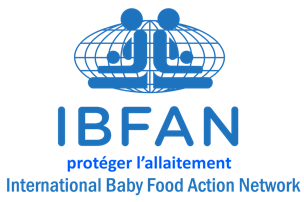 IBFAN
protéger l'allaitement
International Baby Food Action Network